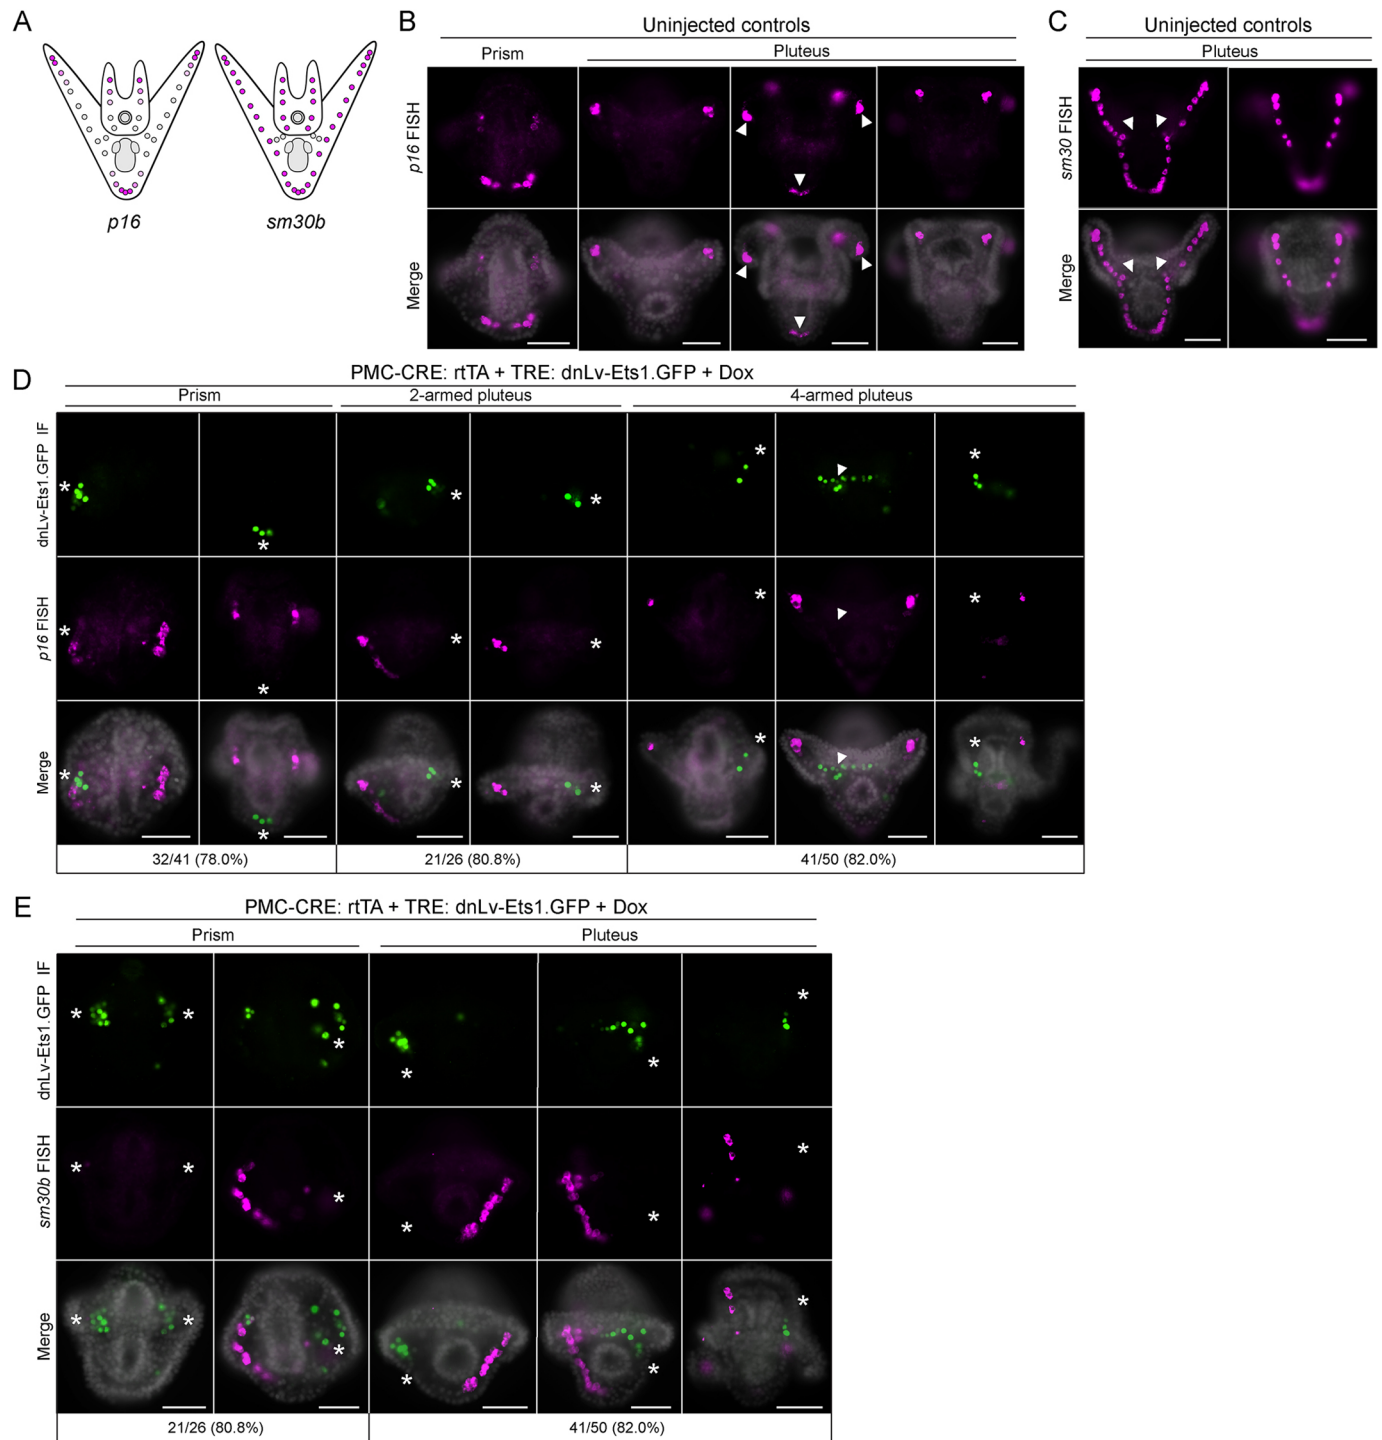 A
p16
sm30b
B
Uninjected controls
Prism
Pluteus
p16 FISH
Merge
C
Uninjected controls
Pluteus
sm30 FISH
Merge
D
PMC-CRE: rtTA + TRE: dnLv-Ets1.GFP + Dox
Prism
2-armed pluteus
4-armed pluteus
dnLv-Ets1.GFP IF
p16 FISH
Merge
32/41 (78.0%)
21/26 (80.8%)
41/50 (82.0%)
E
PMC-CRE: rtTA + TRE: dnLv-Ets1.GFP + Dox
Prism
Pluteus
dnLv-Ets1.GFP IF
sm30b FISH
Merge
21/26 (80.8%)
41/50 (82.0%)